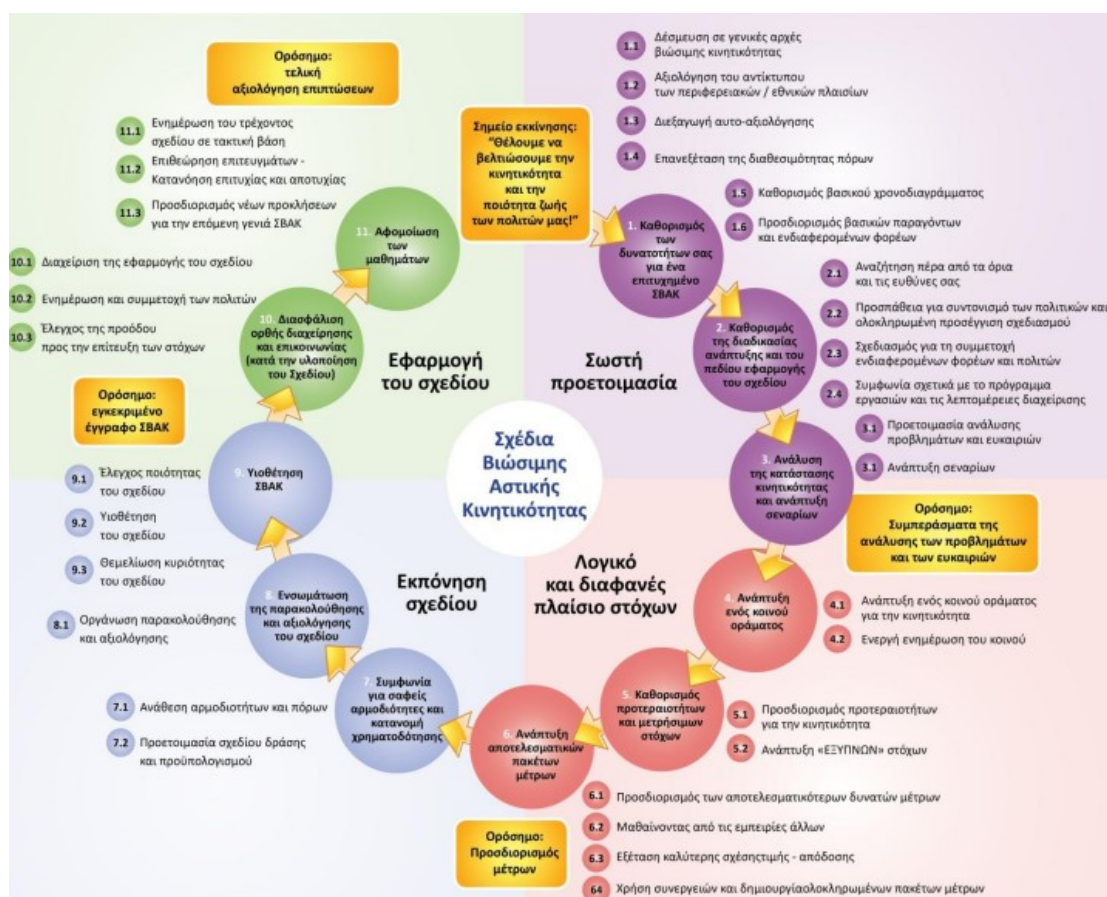 Ορόσημο:
τελική
αξιολόγηση επιπτώσεων
11.1 Ενημέρωση του τρέχοντος
σχεδίου σε τακτική βάση
11.2 Επιθεώρηση επιτευγμάτων -
Κατανόηση επιτυχίας και αποτυχίας
11.3 Προσδιορισμός νέων προκλήσεων
για την επόμενη γενιά ΣΒΑΚ
11. Αφομοίωση
των
μαθημάτων
10.1 Διαχείριση της εφαρμογής του σχεδίου
10.2 Ενημέρωση και συμμετοχή των πολιτών
10.3 Έλεγχος της προόδου
προς την επίτευξη των στόχων
10. Διασφάλιση
ορθής διαχείρησης
και επικοινωνίας
(κατά την υλοποίηση
του Σχεδίου)
Εφαρμογή
του σχεδίου
Σημείο εκκίνησης:
"Θέλουμε να
βελτιώσουμε την
κινητικότητα
και την
ποιότητα ζωής
των πολιτών μας!"
1.1 Δέσμευση σε γενικές αρχές
βιώσιμης κινητικότητας
1.2 Αξιολόγηση του αντίκτυπου
των περιφερειακών / εθνικών πλαισίων
1.3 Διεξαγωγή αυτο-αξιολόγησης
1.4 Επανεξέταση της διαθεσιμότητας πόρων
1.5 Καθορισμός βασικού χρονοδιαγράμματος
1.6 Προσδιορισμός βασικών παραγόντων
και ενδιαφερομένων φορέων
1. Καθορισμός
των
δυνατοτήτων σας
για ένα
επιτυχημένο
ΣΒΑΚ
2.1 Αναζήτηση πέρα από τα όρια
και τις ευθύνες σας
2.2 Προσπάθεια για συντονισμό των πολιτικών και
ολοκληρωμένη προσέγγιση σχεδιασμού
2.3 Σχεδιασμός για τη συμμετοχή
ενδιαφερομένων φορέων και πολιτών
2.4 Συμφωνία σχετικά με το πρόγραμμα
εργασιών και τις λεπτομέρειες διαχείρισης
2. Καθορισμός
της διαδικασία
ανάπτυξης και του
πεδίου εφαρμογής
του σχεδίου
Σωστή
προετοιμασία
3.1 Προετοιμασία ανάλυσης
προβλημάτων και ευκαιριών
3.1 Ανάπτυξη σεναρίων
3. Ανάλυση
της κατάστασης
κινητικότητας
και ανάπτυξη
σεναρίων
Ορόσημο:
Συμπεράσματα της
ανάλυσης των προβλημάτων
και των ευκαιριών
Σχέδια
Βιώσιμης
Αστικής
Κινητικότητας
Ορόσημο:
εγκεκριμένο
έγγραφο ΣΒΑΚ
9. Υιοθέτηση
ΣΒΑΚ
9.1 Έλεγχος ποιότητας
του σχεδίου
9.2 Υιοθέτηση
του σχεδίου
9.3 Θεμελίωση κυριότητας
του σχεδίου
8. Ενσωμάτωση
της παρακολούθησης
και αξιολόγησης
του σχεδίου
8.1 Οργάνωση παρακολούθησης
και αξιολόγησης
Εκπόνηση
σχεδίου
7. Συμφωνία
για σαφείς
αρμοδιότητες και
κατανομή
χρηματοδότησης
7.1 Ανάθεση αρμοδιοτήτων και πόρων
7.2 Προετοιμασία σχεδίου δράσης
και προϋπολογισμού
Λογικό
και διαφανές
πλαίσιο στόχων
4. Ανάπτυξη
ενός κοινού
οράματος
4.1 Ανάπτυξη ενός κοινού οράματος
για την κινητικότητα
4.2 Ενεργή ενημέρωση του κοινού
5. Καθορισμός
προτεραιοτήτων
και μετρήσιμων
στόχων
5.1 Προσδιορισμός προτεραιοτήτων
για την κινητικότητα
5.2 Ανάπτυξη «ΕΞΥΠΝΩΝ» στόχων
6. Ανάπτυξη
αποτελεσματικών
πακέτων
μέτρων
6.1 Προσδιορισμός των αποτελεσματικότερων δυνατών μέτρων
6.2 Μαθαίνοντας από τις εμπειρίες άλλων
6.3 Εξέταση καλύτερης σχέσηςτιμής - απόδοσης
64 Χρήση συνεργειών και δημιουργίαολοκληρωμένων πακέτων μέτρων
Ορόσημο:
Προσδιορισμός
μέτρων